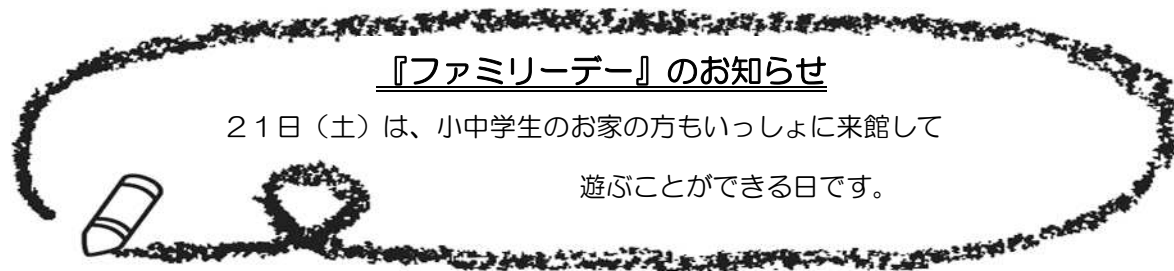 『ファミリーデー』のお知らせ
２１日（土）は、小中学生のお家の方もいっしょに来館して
遊ぶことができる日です。